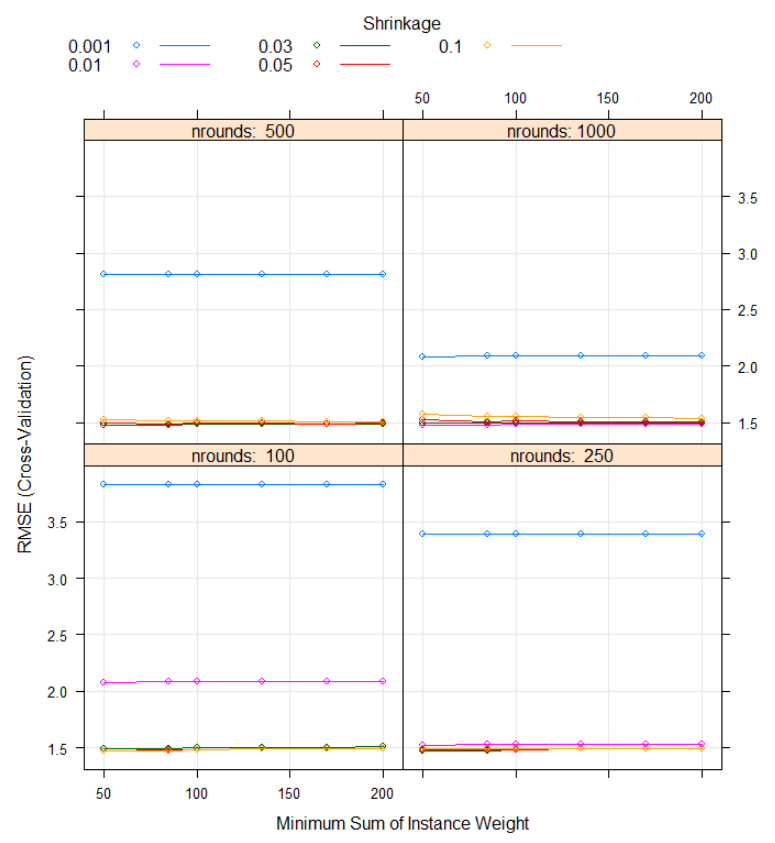 Shrinkage
0.001 0.03 0.1
0.01 0.05
50 100 150 200
nrounds: 500 nrounds: 1000
3.5
3.0
2.5
2.0
1.5
nrounds: 100 nrounds: 250
3.5
3.0
2.5
2.0
1.5
50 100 150 200
RMSE (Cross-Validation)
Minimum Sum of Instance Weight